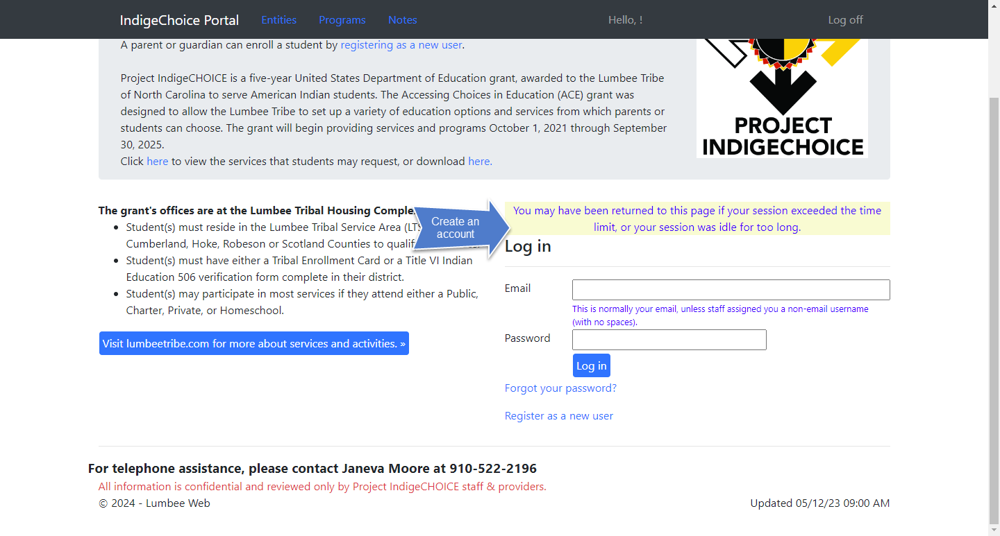 IndigeChoice Portal Entities Programs Notes Hello, ! Log off
A parent or guardian can enroll a student by registering as a new user.
Project IndigeCHOICE is a five-year United States Department of Education grant, awarded to the Lumbee Tribe
of North Carolina to serve American Indian students. The Accessing Choices in Education (ACE) grant was
designed to allow the Lumbee Tribe to set up a variety of education options and services from which parents or
students can choose. The grant will begin providing services and programs October 1, 2021 through September
30, 2025.
Click here to view the services that students may request, or download here.
PROJECT
INDIGECHOICE
The grant's offices are at the Lumbee Tribal Housing
Student(s) must reside in the Lumbee Tribal Service Area
Cumberland, Hoke, Robeson or Scotland Counties to
Student(s) must have either a Tribal Enrollment Card or a Title VI Indian
Education 506 verification form complete in their district.
Student(s) may participate in most services if they attend either a Public,
Charter, Private, or Homeschool.
Visit lumbeetribe.com for more about services and activities. »
Create an
account
You may have been returned to this page if your session exceeded the time
limit, or your session was idle for too long.
Log in
Email
This is normally your email, unless staff assigned you a non-email username
(with no spaces).
Password
Log in
Forgot your password?
Register as a new user
For telephone assistance, please contact Janeva Moore at 910-522-2196
All information is confidential and reviewed only by Project IndigeCHOICE staff & providers.
© 2024 - Lumbee Web
Updated 05/12/23 09:00 AM